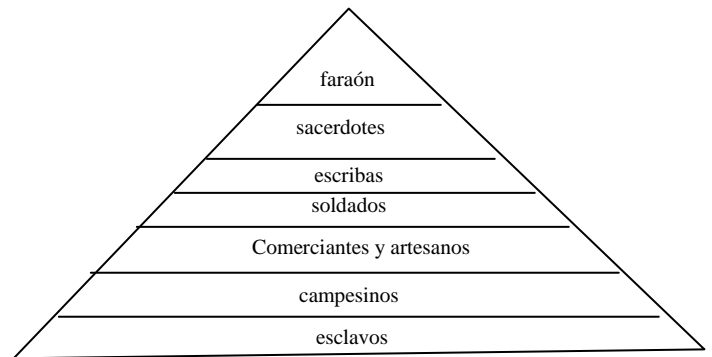 faraón
sacerdotes
escribas
soldados
Comerciantes y artesanos
campesinos
esclavos